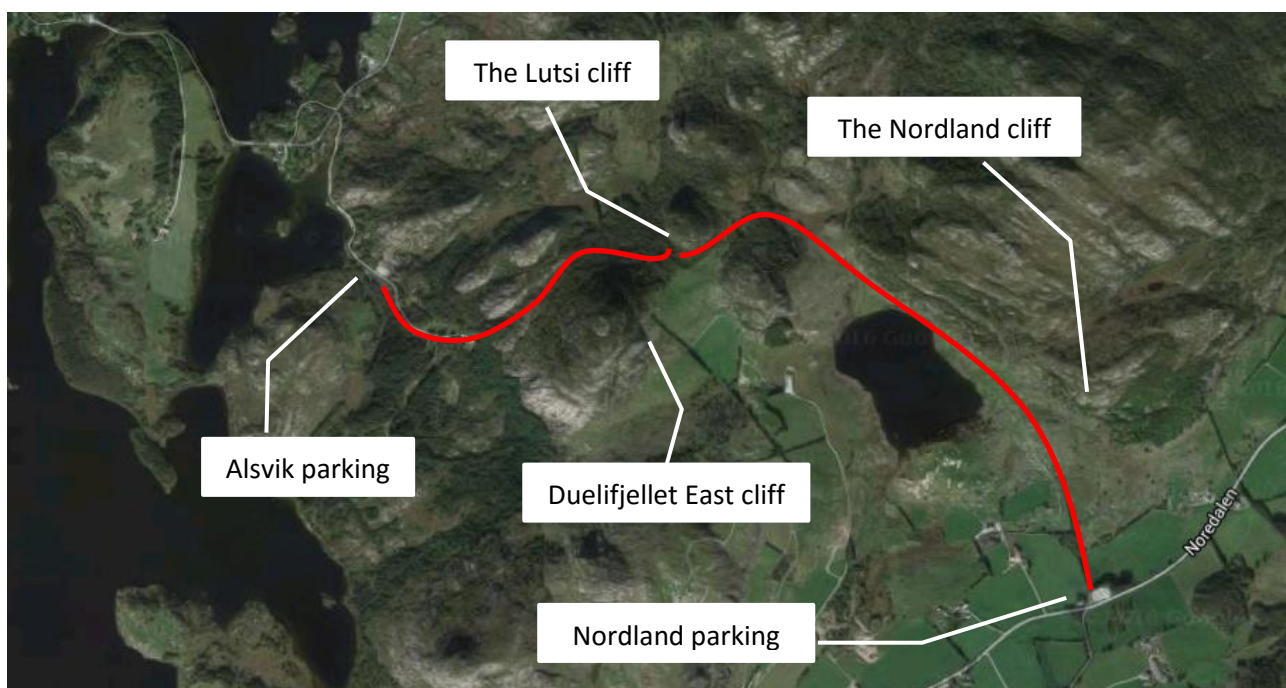 The Lutsi cliff
The Nordland cliff
Alsvik parking
Duelifjellet East cliff
Noredalen
Nordland parking